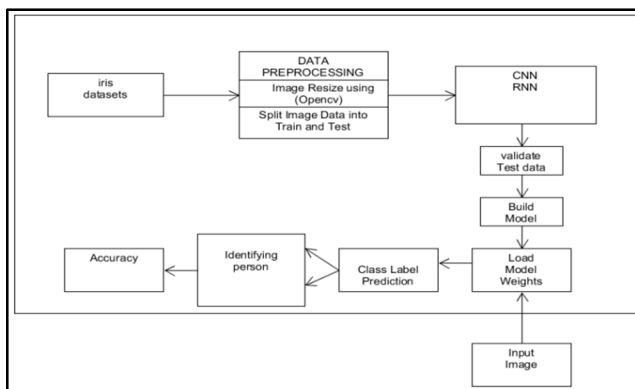 iris
datasets
DATA
PREPROCESSING
Image Resize using
(Opencv)
Split Image Data into
Train and Test
CNN
RNN
validate
Test data
Build
Model
Load
Model
Weights
Class Label
Prediction
Identifying
person
Accuracy
Input
Image